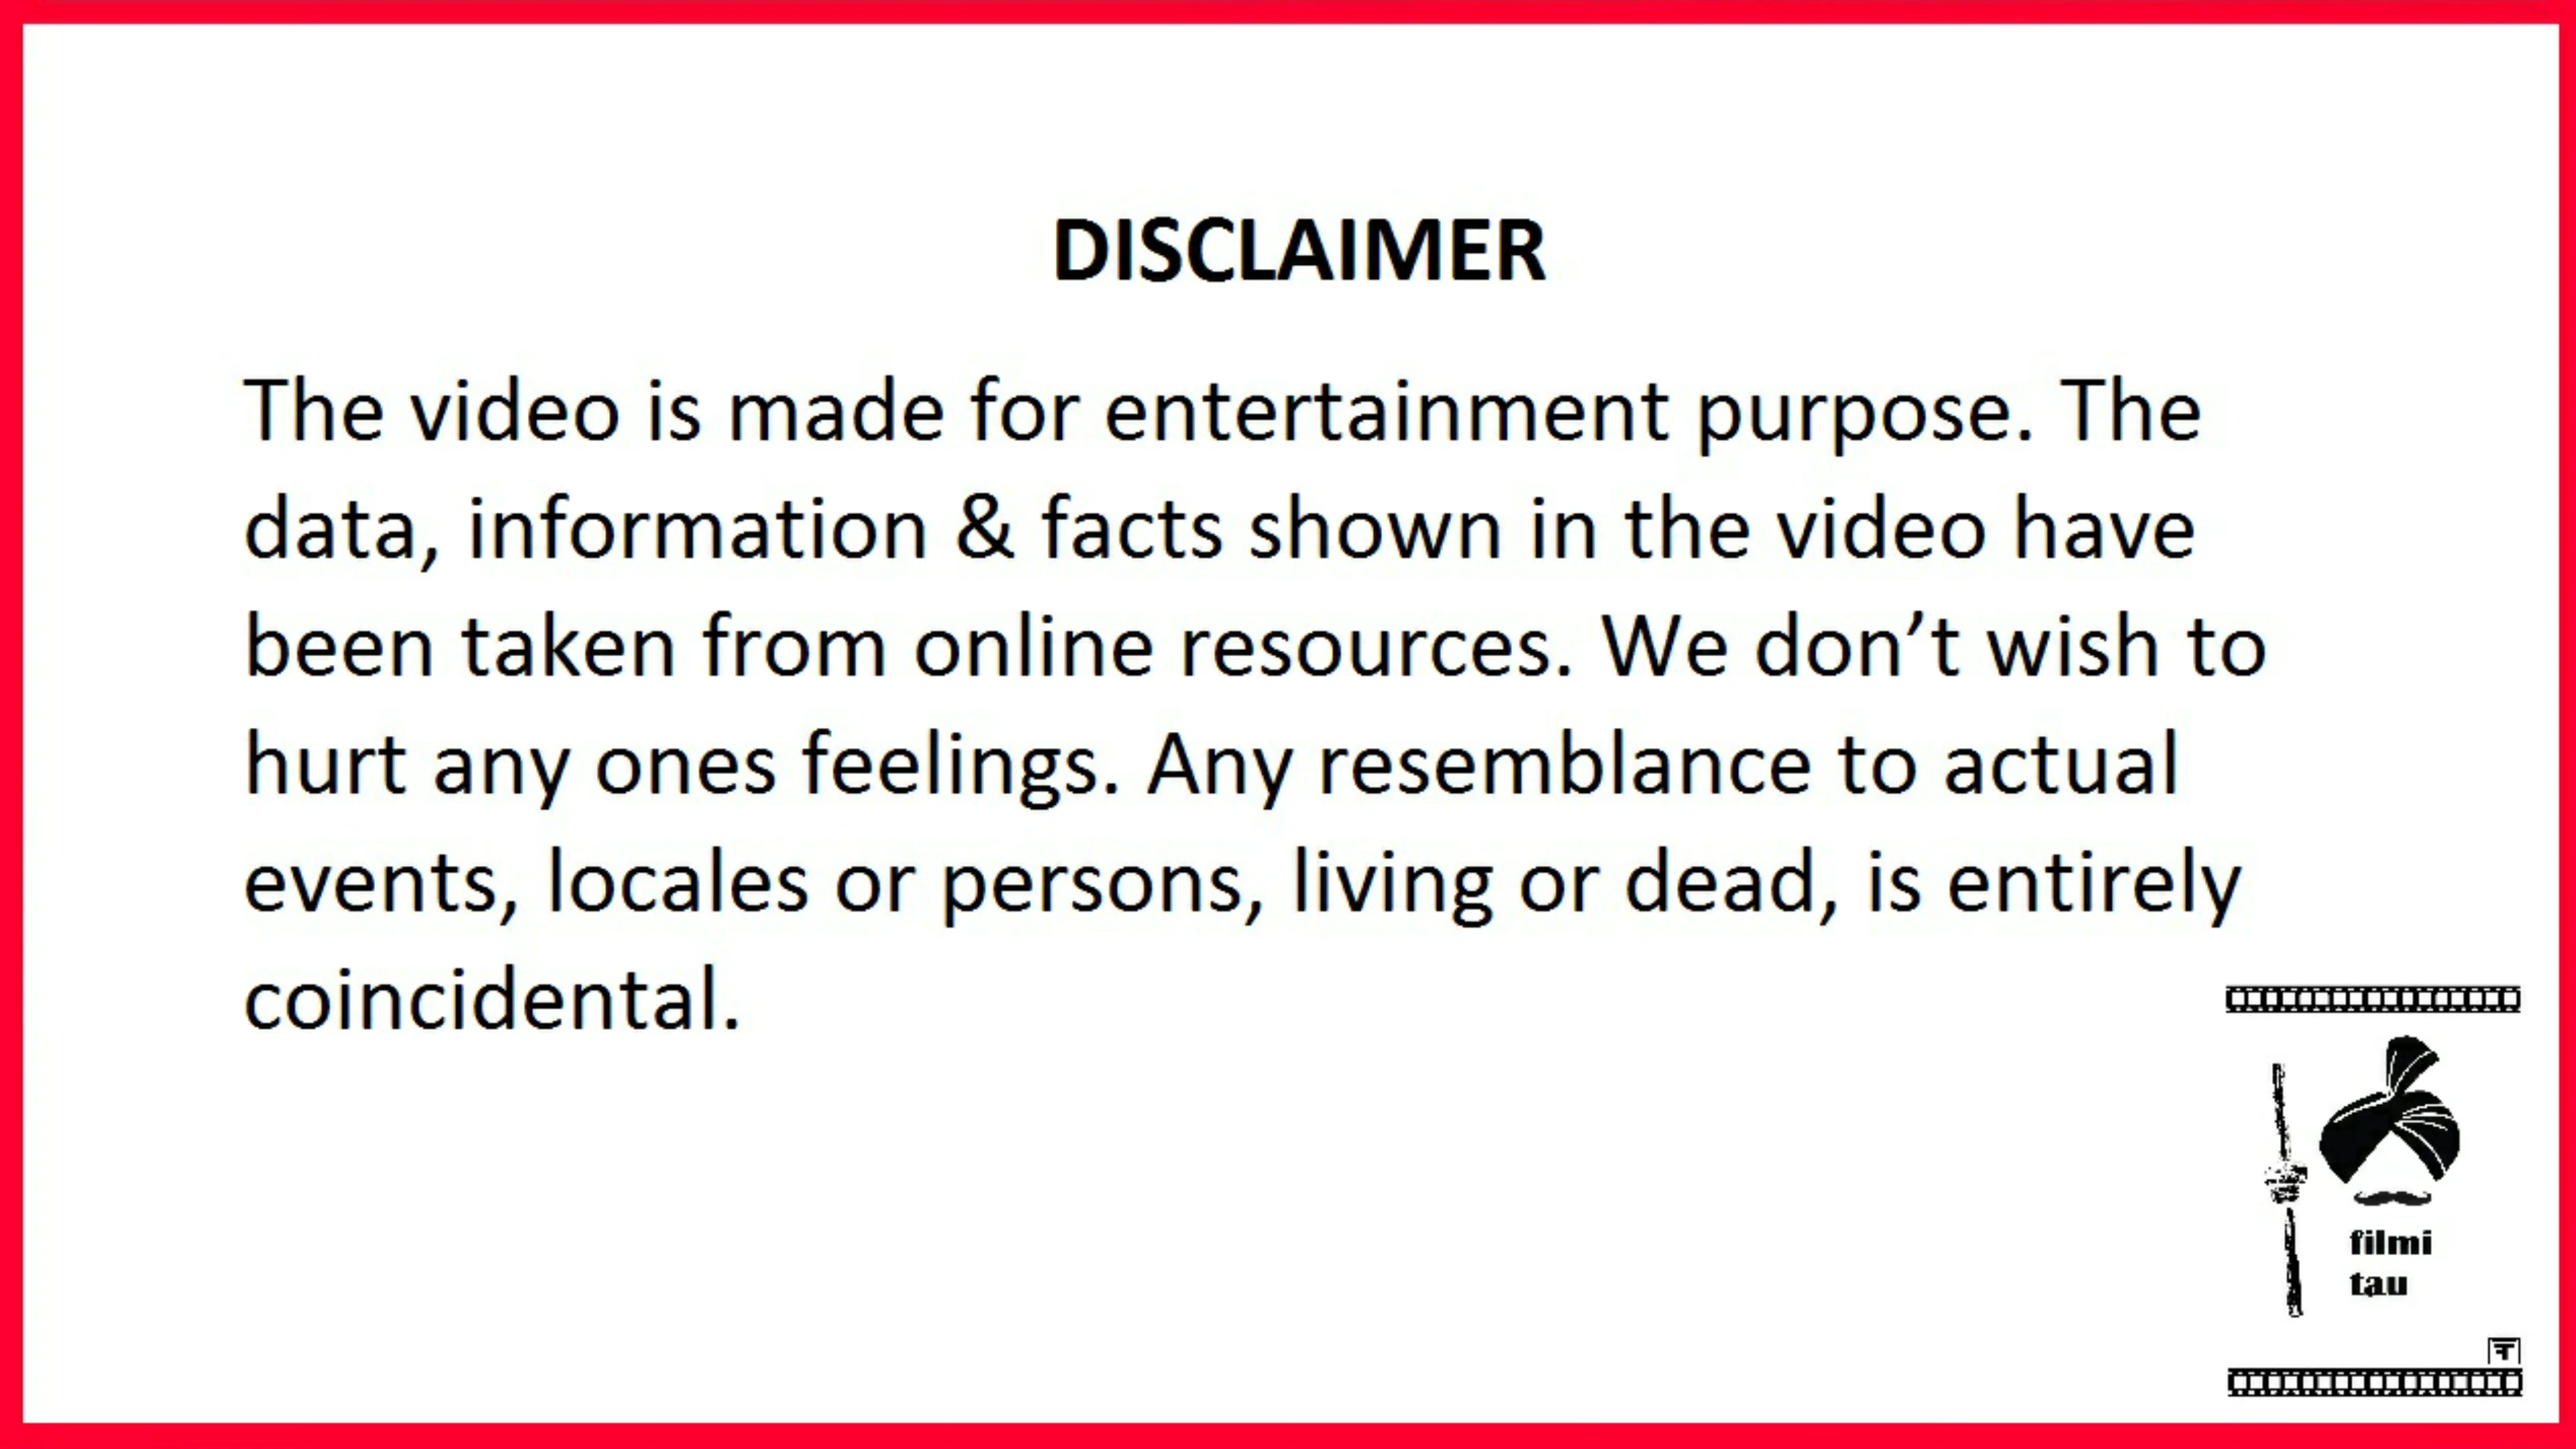 DISCLAIMER
The video is made for entertainment purpose. The
data, information & facts shown in the video have
been taken from online resources. We don’t wish to
hurt any ones feelings. Any resemblance to actual
events, locales or persons, living or dead, is entirely
coincidental.
filmi
tau